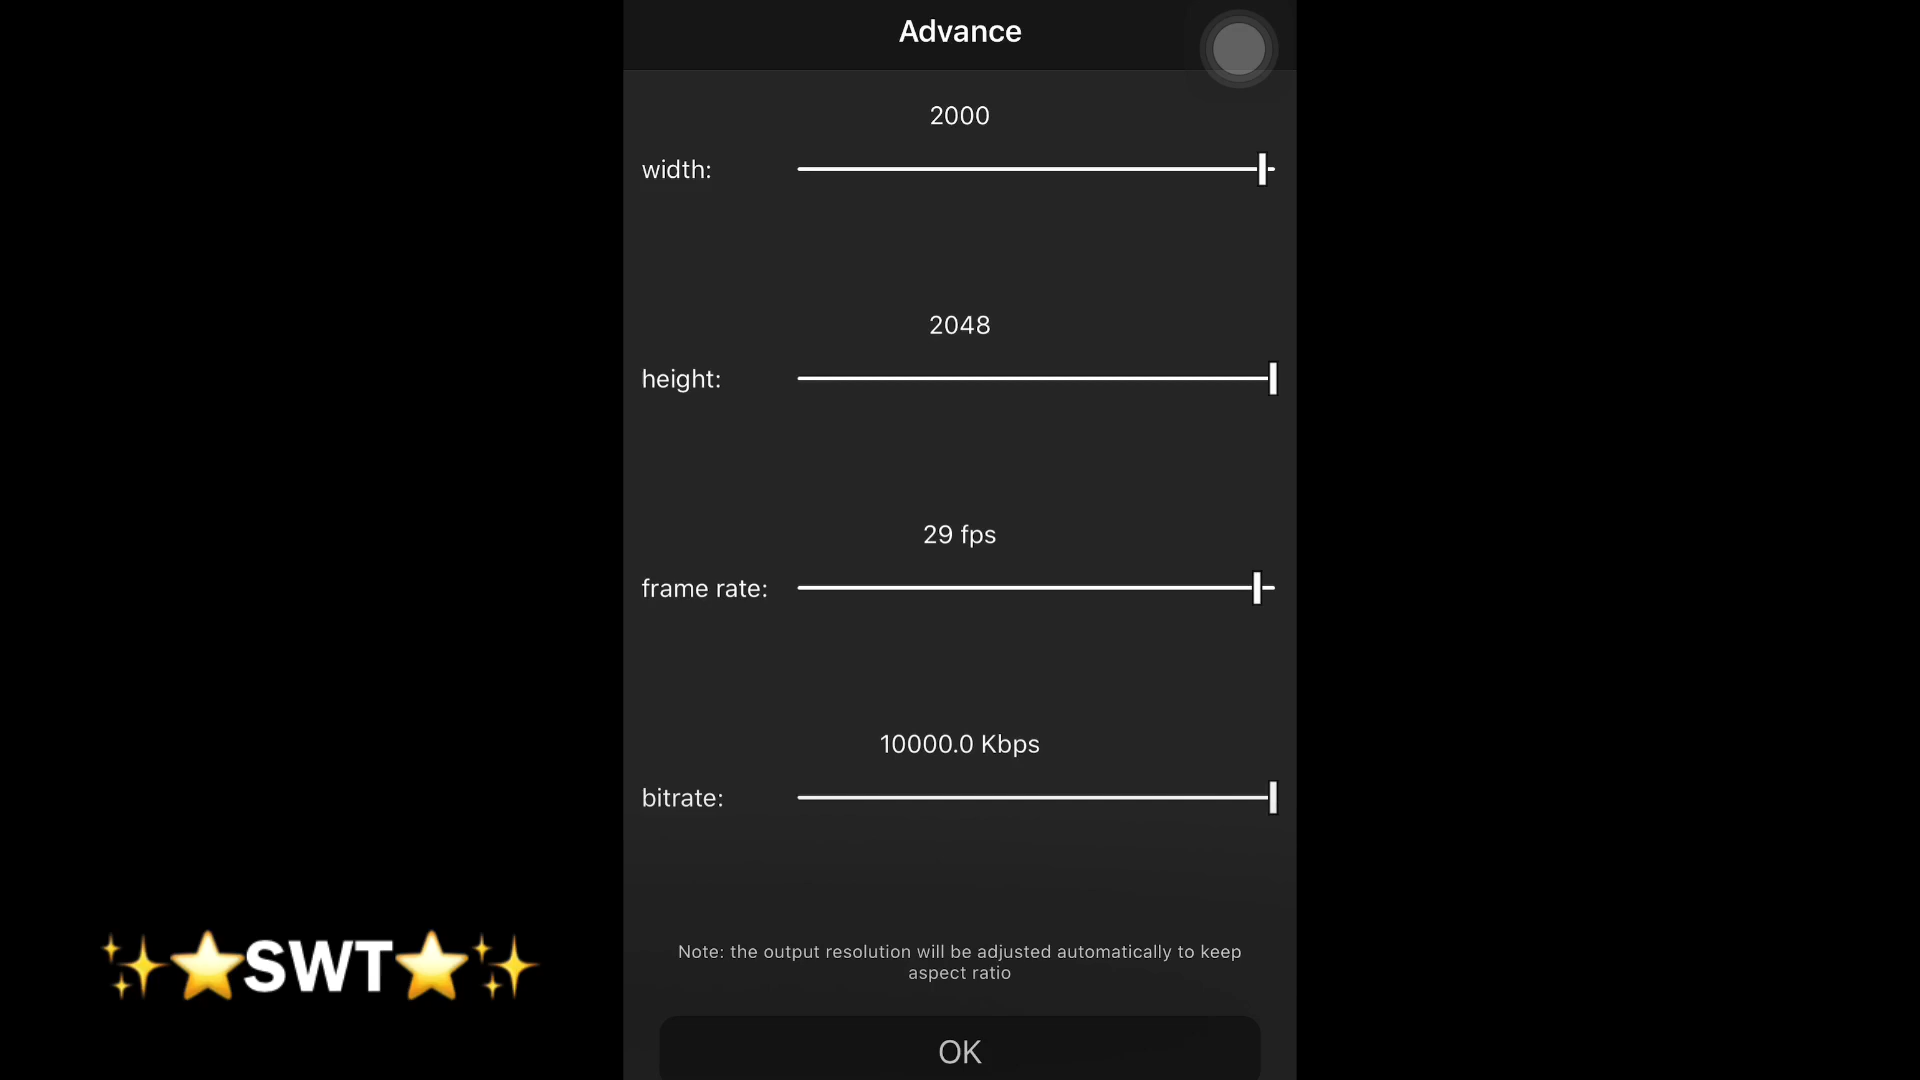 Advance
2000
width:
2048
height:
29 fps
frame rate:
10000.0 Kbps
bitrate:
Note: the output resolution will be adjusted automatically to keep
aspect ratio
OK
✨⭐SWT⭐✨